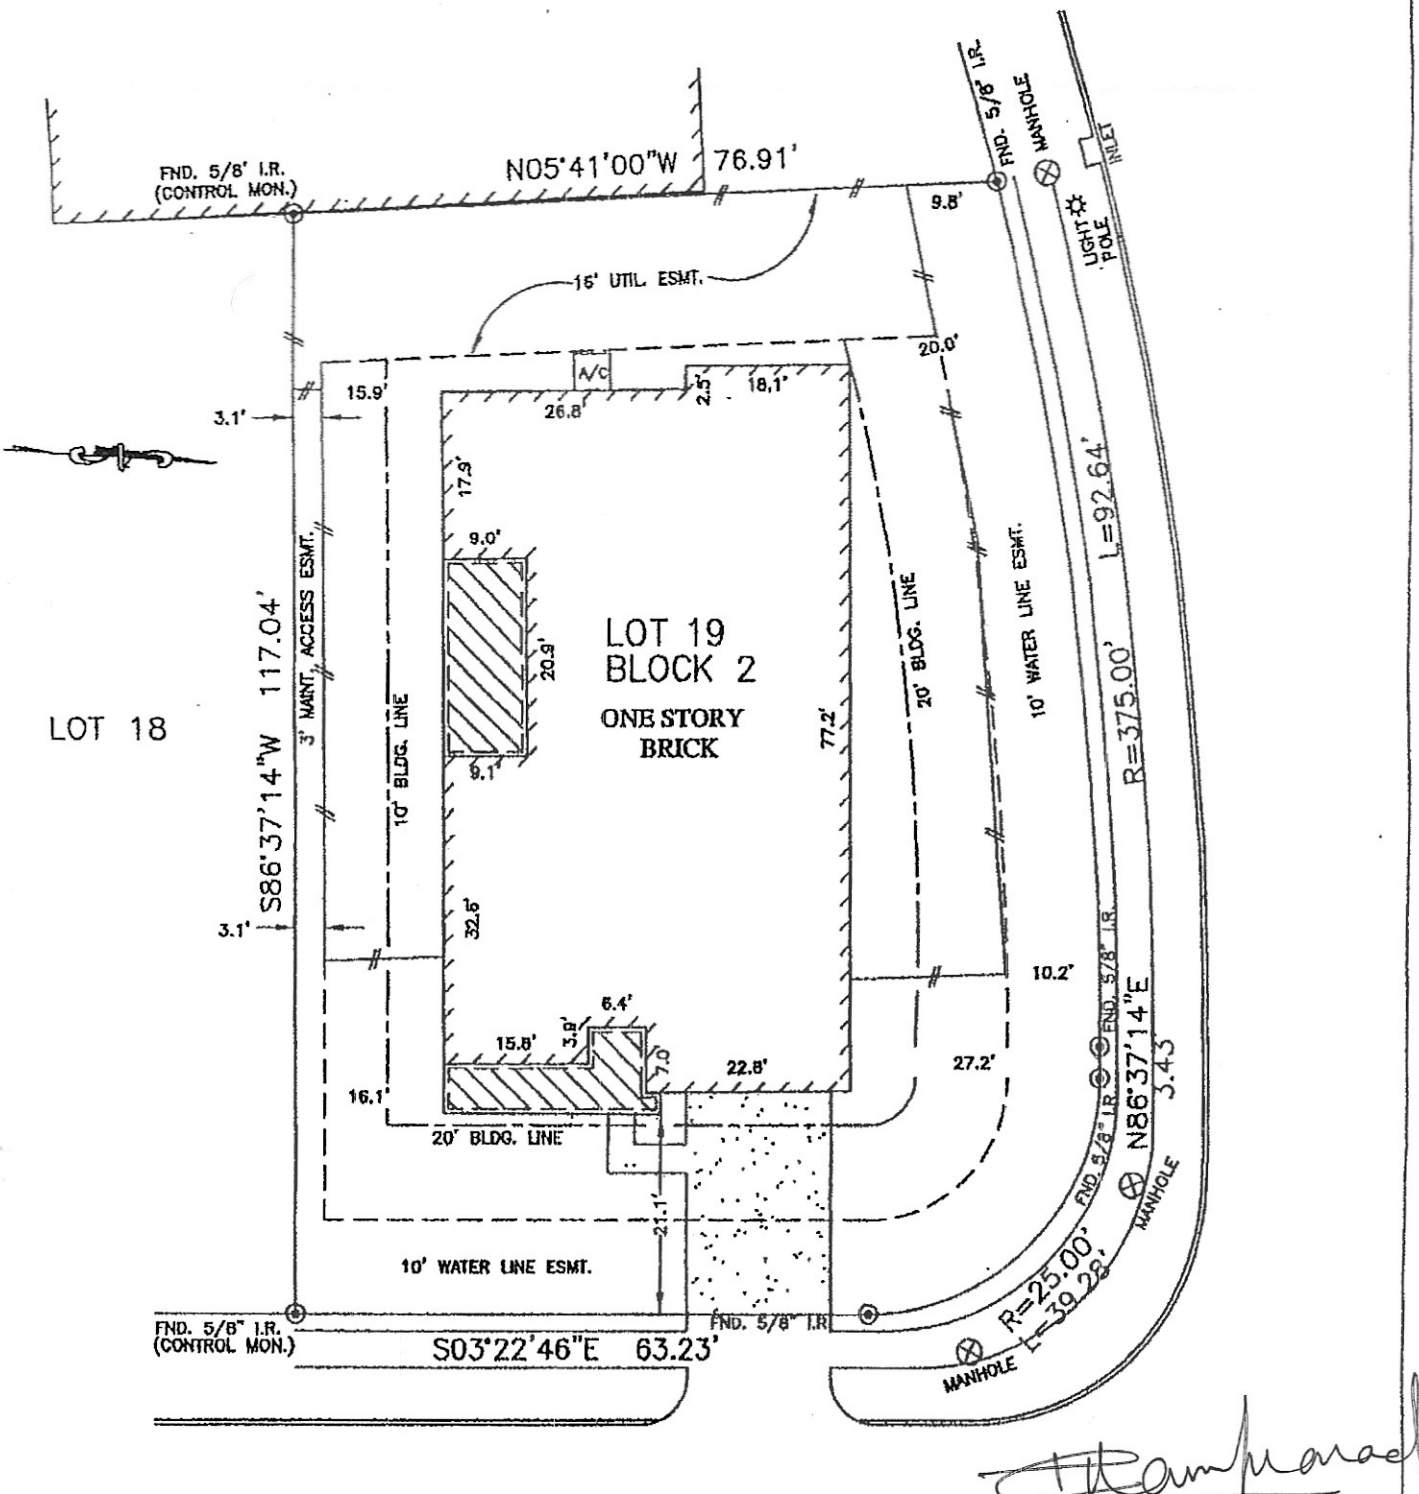 FND. 5/8" I.R.
MANHOLE
INLET
FND. 5/8' I.R.
(CONTROL MON.)
N05°41'00"W 76.91'
9.8'
LIGHT
POLE
16' UTIL. ESMT.
20.0'
A/C
15.9'
2.5'
18.1'
26.8'
3.1'
17.9'
L=92.64'
9.0'
3' MAINT. ACCESS ESMT.
10' WATER LINE ESMT.
20' BLDG. LINE
LOT 19
BLOCK 2
20.9'
S86°37'14"W 117.04'
R=375.00'
LOT 18
ONE STORY
BRICK
77.2'
10' BLDG. LINE
9.1'
32.6'
3.1'
FND. 5/8" I.R.
10.2'
N86°37'14"E
3.43
6.4'
3.9'
15.8'
7.0'
22.8'
27.2'
16.1'
FND. 5/8" I.R.
20' BLDG. LINE
MANHOLE
21.1'
10' WATER LINE ESMT.
R=25.00'
L=39.28'
FND. 5/8" I.R.
(CONTROL MON.)
FND. 5/8" I.R
S03°22'46"E 63.23'
MANHOLE